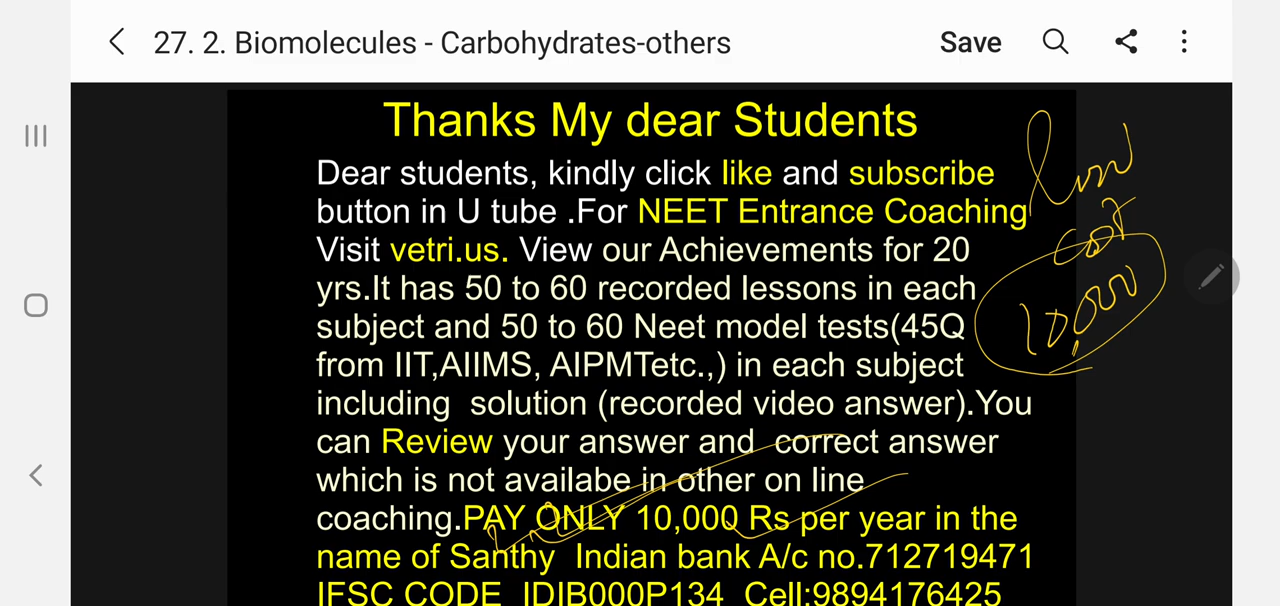 27. 2. Biomolecules - Carbohydrates-others
Save
Thanks My dear Students
Dear students, kindly click like and subscribe
button in U tube .For NEET Entrance Coaching
Visit vetri.us. View our Achievements for 20
yrs.It has 50 to 60 recorded lessons in each
subject and 50 to 60 Neet model tests(45Q
from IIT,AIIMS, AIPMTetc.,) in each subject
including solution (recorded video answer).You
can Review your answer and correct answer
which is not availabe in other on line
coaching.PAY ONLY 10,000 Rs per year in the
name of Santhy Indian bank A/c no.712719471
IFSC CODE IDIB000P134 Cell:9894176425
low
cost
10,000